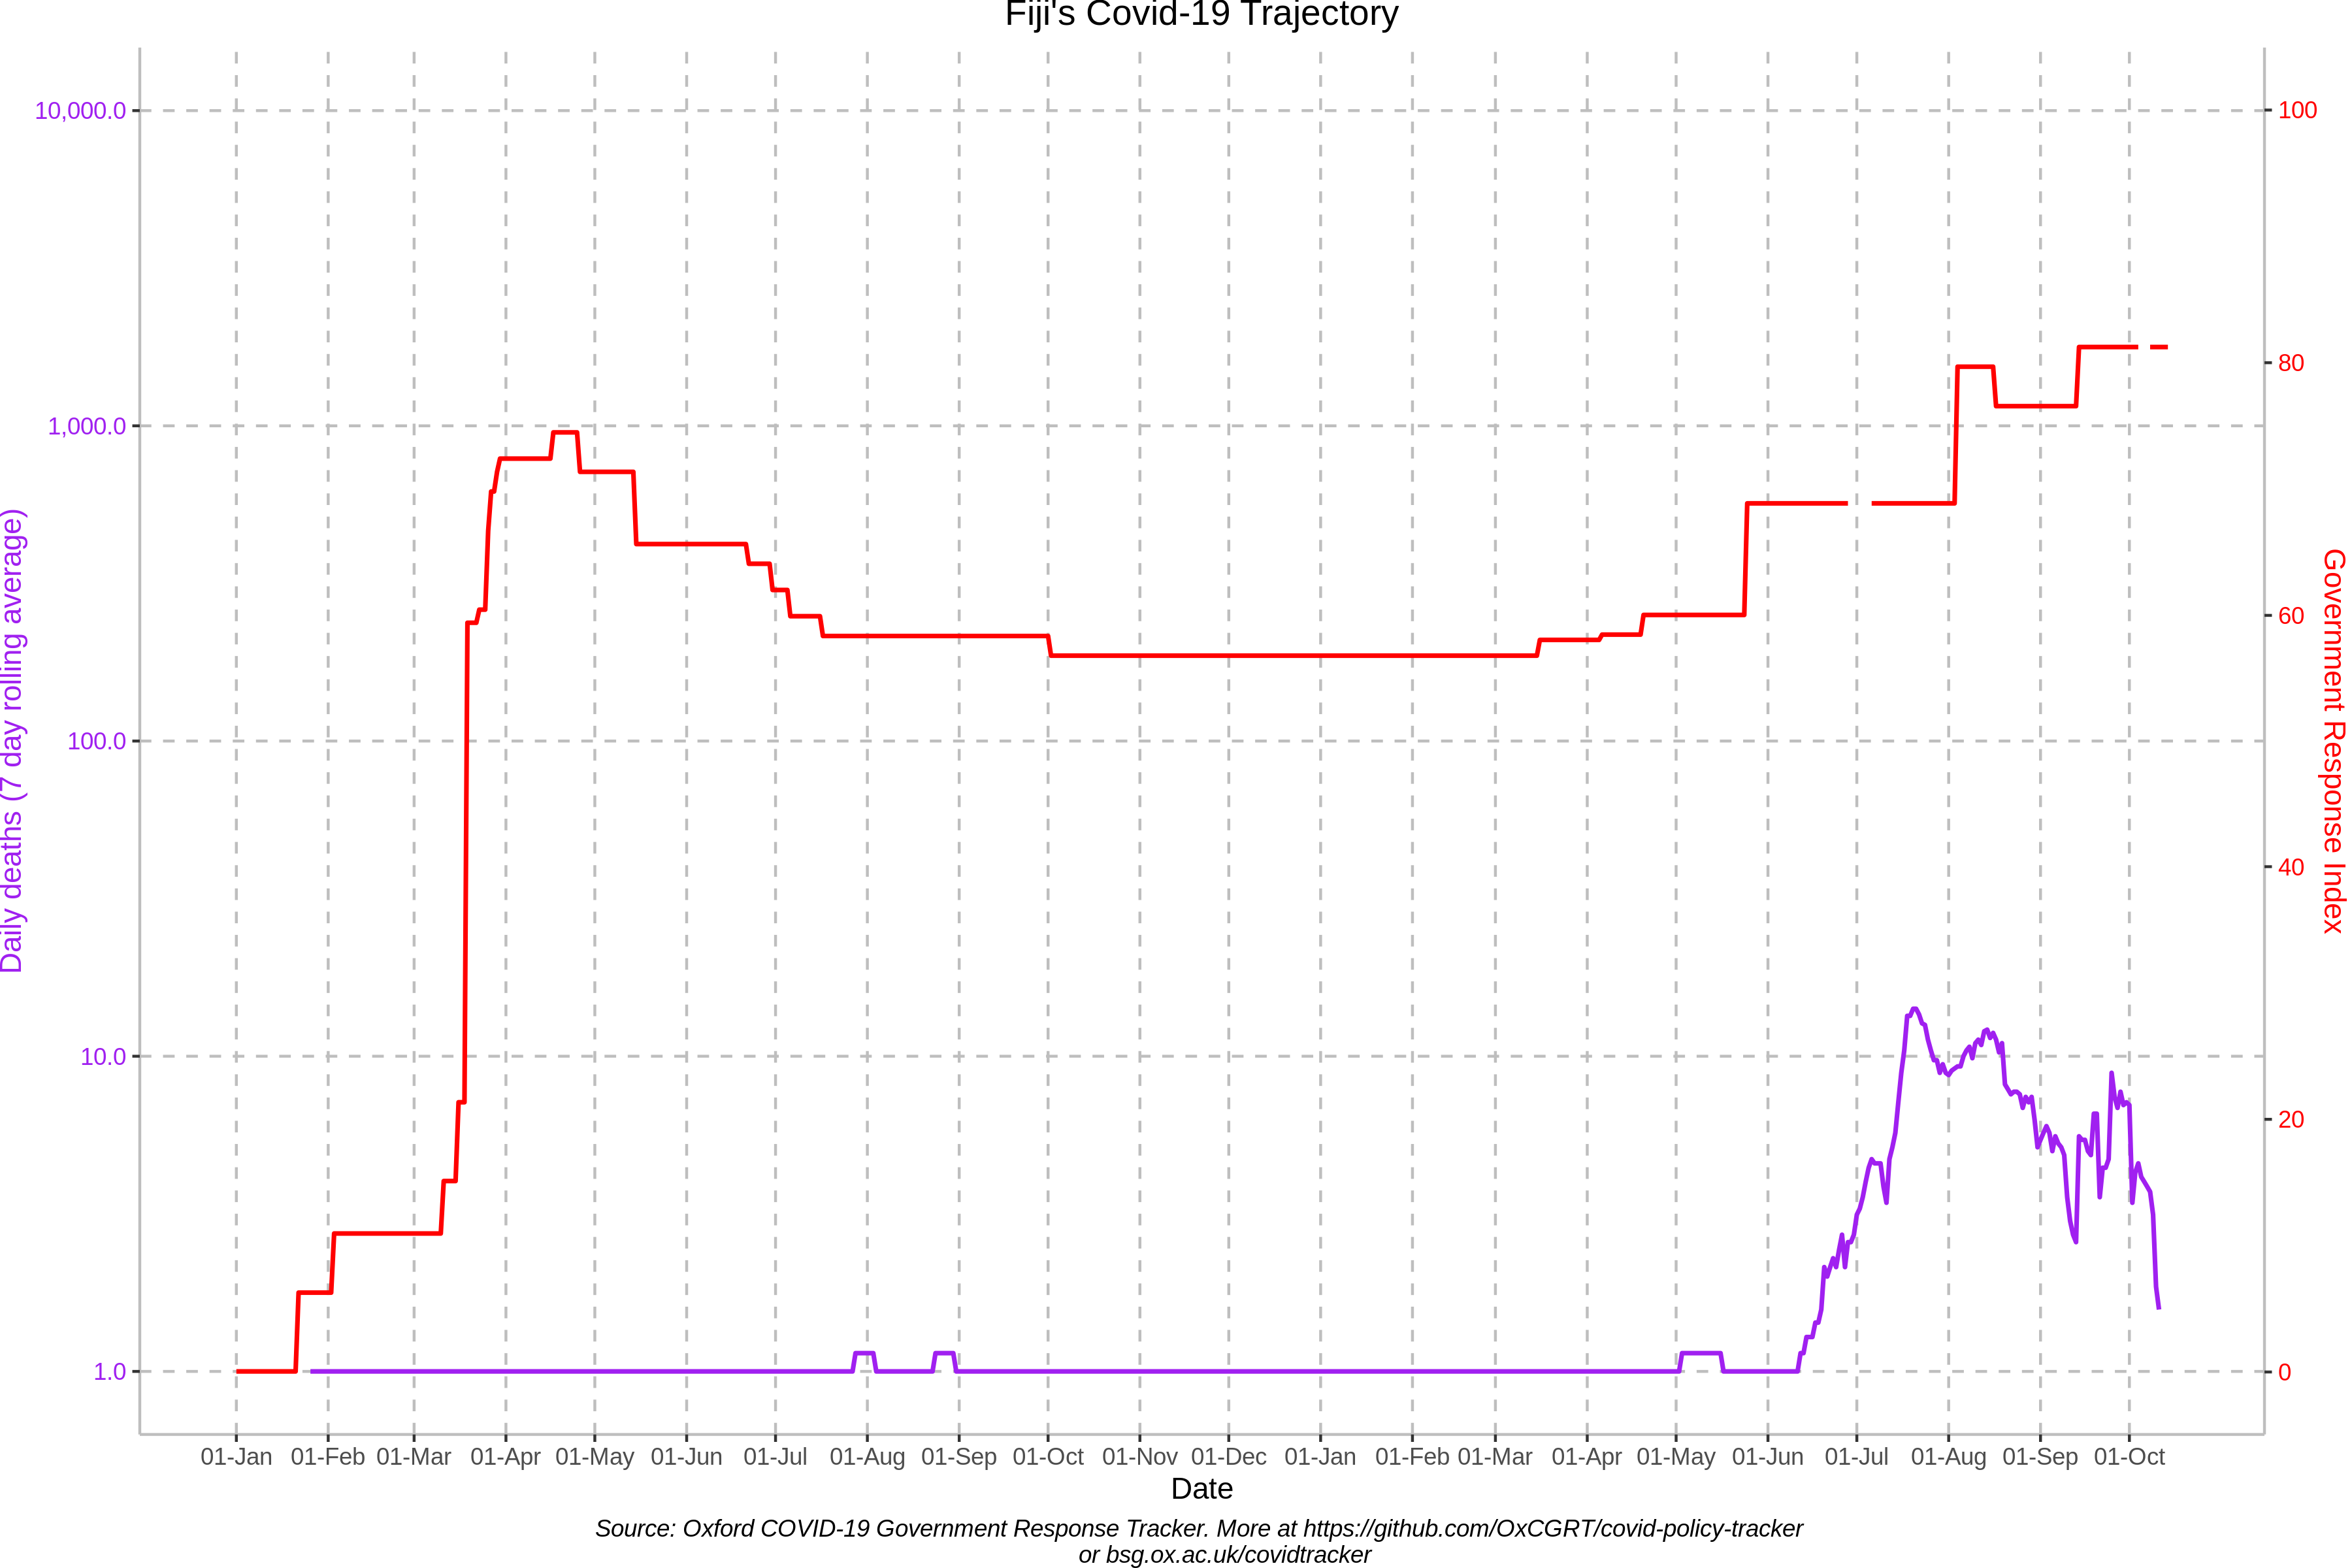 Fiji's Covid-19 Trajectory
10,000.0
1,000.0
100.0
10.0
1.0
Daily deaths (7 day rolling average)
100
80
60
40
20
0
Government Response Index
01-Jan 01-Feb 01-Mar 01-Apr 01-May 01-Jun 01-Jul 01-Aug 01-Sep 01-Oct 01-Nov 01-Dec 01-Jan 01-Feb 01-Mar 01-Apr 01-May 01-Jun 01-Jul 01-Aug 01-Sep 01-Oct
Date
Source: Oxford COVID-19 Government Response Tracker. More at https://github.com/OxCGRT/covid-policy-tracker
or bsg.ox.ac.uk/covidtracker